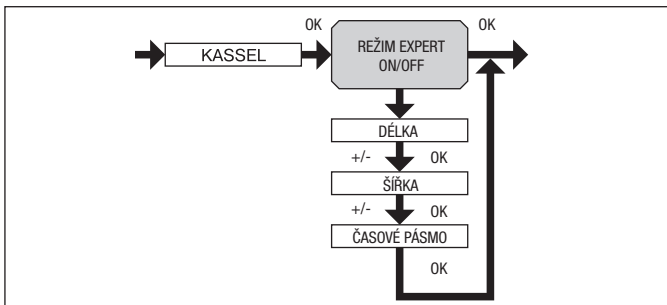 OK
OK
KASSEL
REŽIM EXPERT
ON/OFF
DÉLKA
+/- OK
ŠÍŘKA
+/- OK
ČASOVÉ PÁSMO
OK